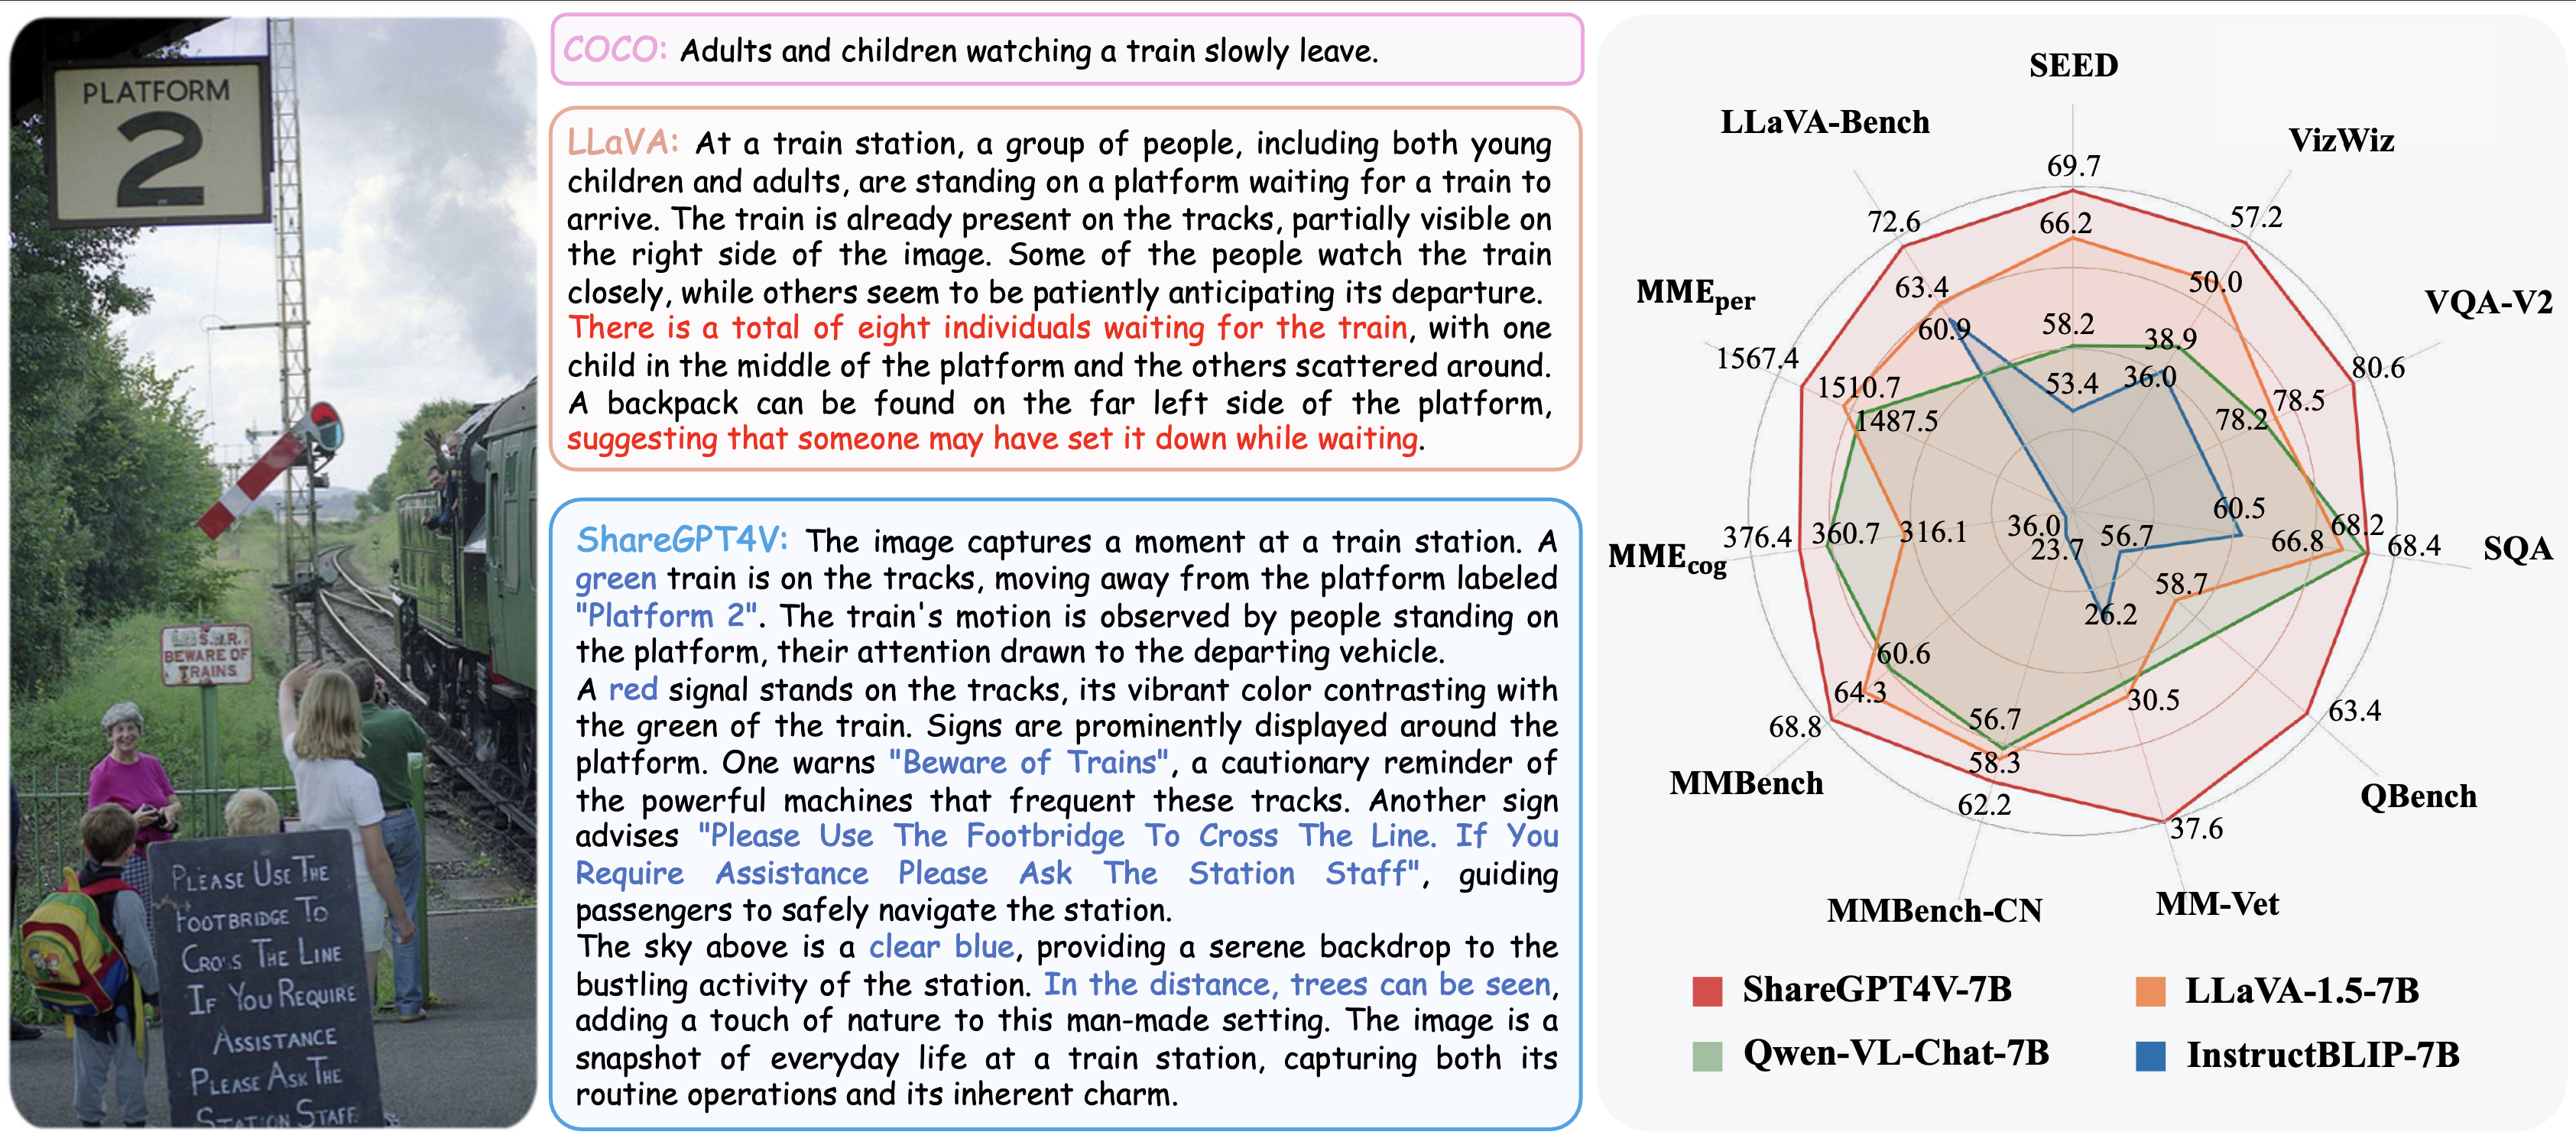 PLATFORM
2
L.& S.W.R.
BEWARE OF
TRAINS
PLEASE USE THE
FOOTBRIDGE TO
CROSS THE LINE
IF YOU REQUIRE
ASSISTANCE
PLEASE ASK THE
STATION STAFF
COCO: Adults and children watching a train slowly leave.
LLaVA: At a train station, a group of people, including both young
children and adults, are standing on a platform waiting for a train to
arrive. The train is already present on the tracks, partially visible on
the right side of the image. Some of the people watch the train
closely, while others seem to be patiently anticipating its departure.
There is a total of eight individuals waiting for the train, with one
child in the middle of the platform and the others scattered around.
A backpack can be found on the far left side of the platform,
suggesting that someone may have set it down while waiting.
ShareGPT4V: The image captures a moment at a train station. A
green train is on the tracks, moving away from the platform labeled
"Platform 2". The train's motion is observed by people standing on
the platform, their attention drawn to the departing vehicle.
A red signal stands on the tracks, its vibrant color contrasting with
the green of the train. Signs are prominently displayed around the
platform. One warns "Beware of Trains", a cautionary reminder of
the powerful machines that frequent these tracks. Another sign
advises "Please Use The Footbridge To Cross The Line. If You
Require Assistance Please Ask The Station Staff", guiding
passengers to safely navigate the station.
The sky above is a clear blue, providing a serene backdrop to the
bustling activity of the station. In the distance, trees can be seen,
adding a touch of nature to this man-made setting. The image is a
snapshot of everyday life at a train station, capturing both its
routine operations and its inherent charm.
SEED
LLaVA-Bench
VizWiz
69.7
72.6
66.2
57.2
63.4
50.0
MMEper
VQA-V2
60.9
58.2
38.9
1567.4
80.6
1510.7
53.4
36.0
78.5
1487.5
78.2
376.4
360.7
316.1
36.0
60.5
68.2
68.4
MMEcog
23.7
56.7
66.8
SQA
58.7
26.2
60.6
64.3
30.5
68.8
56.7
63.4
58.3
MMBench
62.2
37.6
QBench
MMBench-CN
MM-Vet
ShareGPT4V-7B
LLaVA-1.5-7B
Qwen-VL-Chat-7B
InstructBLIP-7B